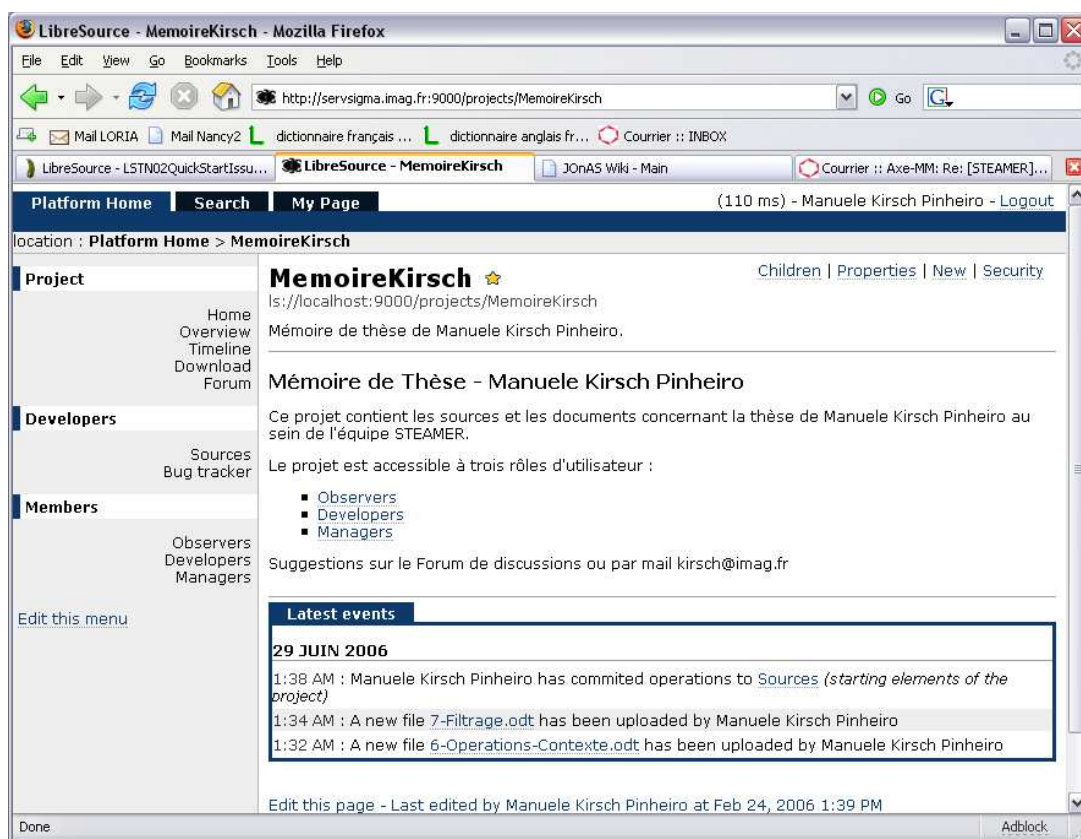 LibreSource - MemoireKirsch - Mozilla Firefox
File Edit View Go Bookmarks Tools Help
http://servsigma.imag.fr:9000/projects/MemoireKirsch Go G
Mail LORIA Mail Nancy2 dictionnaire français ... dictionnaire anglais fr... Courrier :: INBOX
LibreSource - LSTN02QuickStartIssu... LibreSource - MemoireKirsch JOnAS Wiki - Main Courrier :: Axe-MM: Re: [STEAMER]...
Platform Home Search My Page (110 ms) - Manuele Kirsch Pinheiro - Logout
location : Platform Home > MemoireKirsch
Project
Home
Overview
Timeline
Download
Forum
Developers
Sources
Bug tracker
Members
Observers
Developers
Managers
Edit this menu
Children | Properties | New | Security
MemoireKirsch
ls://localhost:9000/projects/MemoireKirsch
Mémoire de thèse de Manuele Kirsch Pinheiro.
Mémoire de Thèse - Manuele Kirsch Pinheiro
Ce projet contient les sources et les documents concernant la thèse de Manuele Kirsch Pinheiro au
sein de l'équipe STEAMER.
Le projet est accessible à trois rôles d'utilisateur :
Observers
Developers
Managers
Suggestions sur le Forum de discussions ou par mail kirsch@imag.fr
Latest events
29 JUIN 2006
1:38 AM : Manuele Kirsch Pinheiro has commited operations to Sources (starting elements of the
project)
1:34 AM : A new file 7-Filtrage.odt has been uploaded by Manuele Kirsch Pinheiro
1:32 AM : A new file 6-Operations-Contexte.odt has been uploaded by Manuele Kirsch Pinheiro
Edit this page - Last edited by Manuele Kirsch Pinheiro at Feb 24, 2006 1:39 PM
Done Adblock